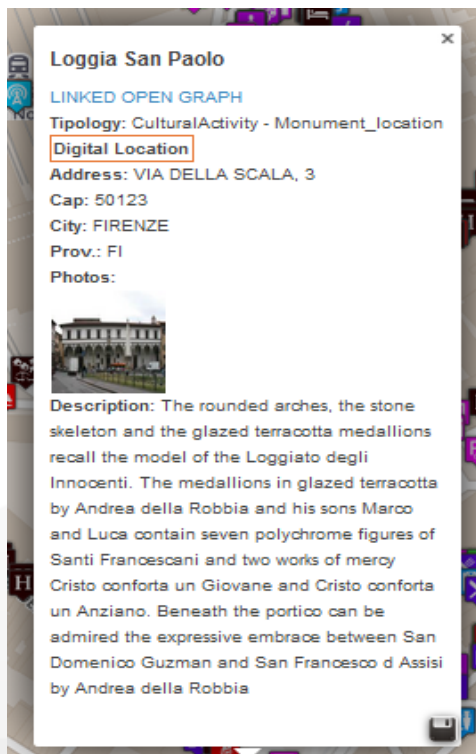 ×
Loggia San Paolo
LINKED OPEN GRAPH
Tipology: CulturalActivity - Monument_location
Digital Location
Address: VIA DELLA SCALA, 3
Cap: 50123
City: FIRENZE
Prov.: FI
Photos:
Description: The rounded arches, the stone
skeleton and the glazed terracotta medallions
recall the model of the Loggiato degli
Innocenti. The medallions in glazed terracotta
by Andrea della Robbia and his sons Marco
and Luca contain seven polychrome figures of
Santi Francescani and two works of mercy
Cristo conforta un Giovane and Cristo conforta
un Anziano. Beneath the portico can be
admired the expressive embrace between San
Domenico Guzman and San Francesco d Assisi
by Andrea della Robbia
H